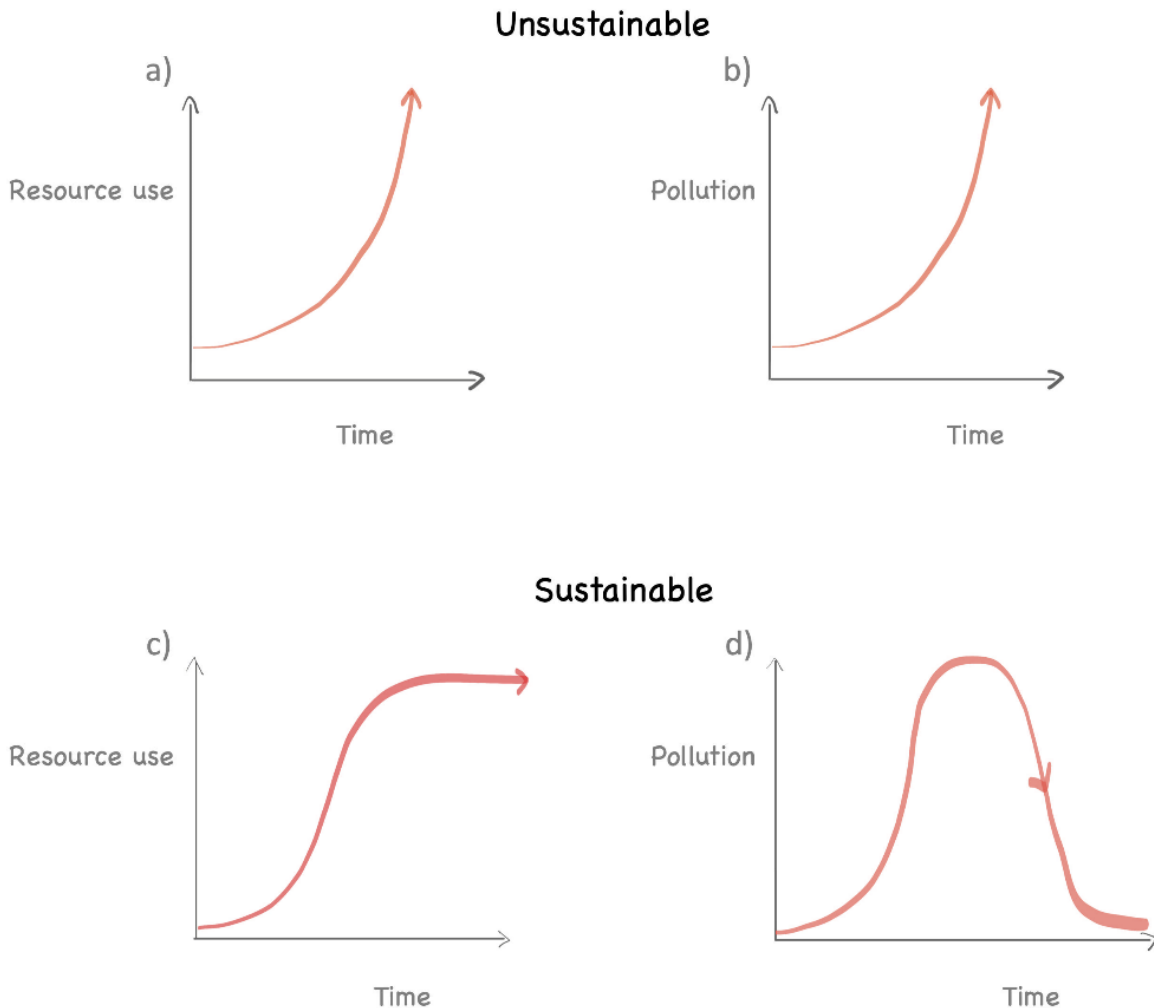 Unsustainable
a)
b)
Resource use
Pollution
Time
Time
Sustainable
c)
d)
Resource use
Pollution
Time
Time